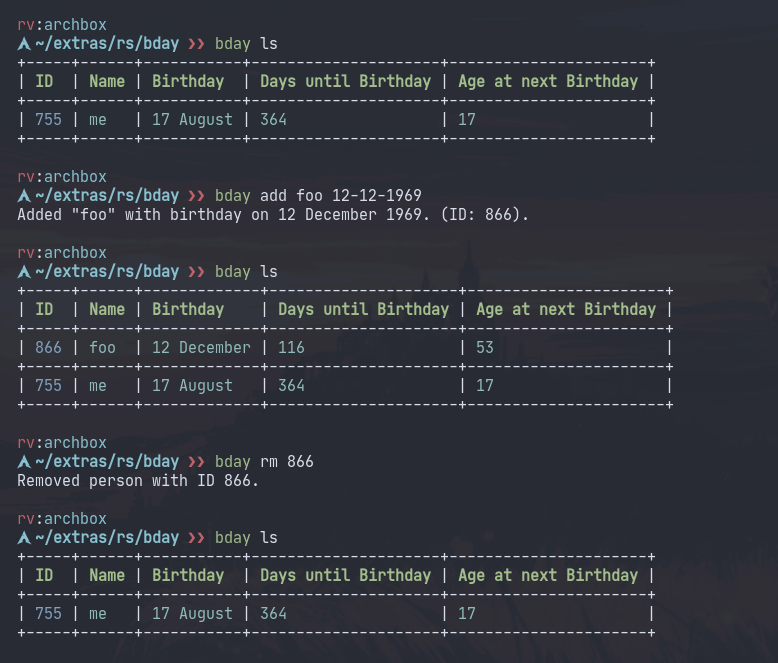 rv:archbox
~/extras/rs/bday ❯❯ bday ls
+-----+------+-----------+---------------------+----------------------+
| ID  | Name | Birthday  | Days until Birthday | Age at next Birthday |
+-----+------+-----------+---------------------+----------------------+
| 755 | me   | 17 August | 364                 | 17                   |
+-----+------+-----------+---------------------+----------------------+
rv:archbox
~/extras/rs/bday ❯❯ bday add foo 12-12-1969
Added "foo" with birthday on 12 December 1969. (ID: 866).
rv:archbox
~/extras/rs/bday ❯❯ bday ls
+-----+------+-------------+---------------------+----------------------+
| ID  | Name | Birthday    | Days until Birthday | Age at next Birthday |
+-----+------+-------------+---------------------+----------------------+
| 866 | foo  | 12 December | 116                 | 53                   |
+-----+------+-------------+---------------------+----------------------+
| 755 | me   | 17 August   | 364                 | 17                   |
+-----+------+-------------+---------------------+----------------------+
rv:archbox
~/extras/rs/bday ❯❯ bday rm 866
Removed person with ID 866.
rv:archbox
~/extras/rs/bday ❯❯ bday ls
+-----+------+-----------+---------------------+----------------------+
| ID  | Name | Birthday  | Days until Birthday | Age at next Birthday |
+-----+------+-----------+---------------------+----------------------+
| 755 | me   | 17 August | 364                 | 17                   |
+-----+------+-----------+---------------------+----------------------+